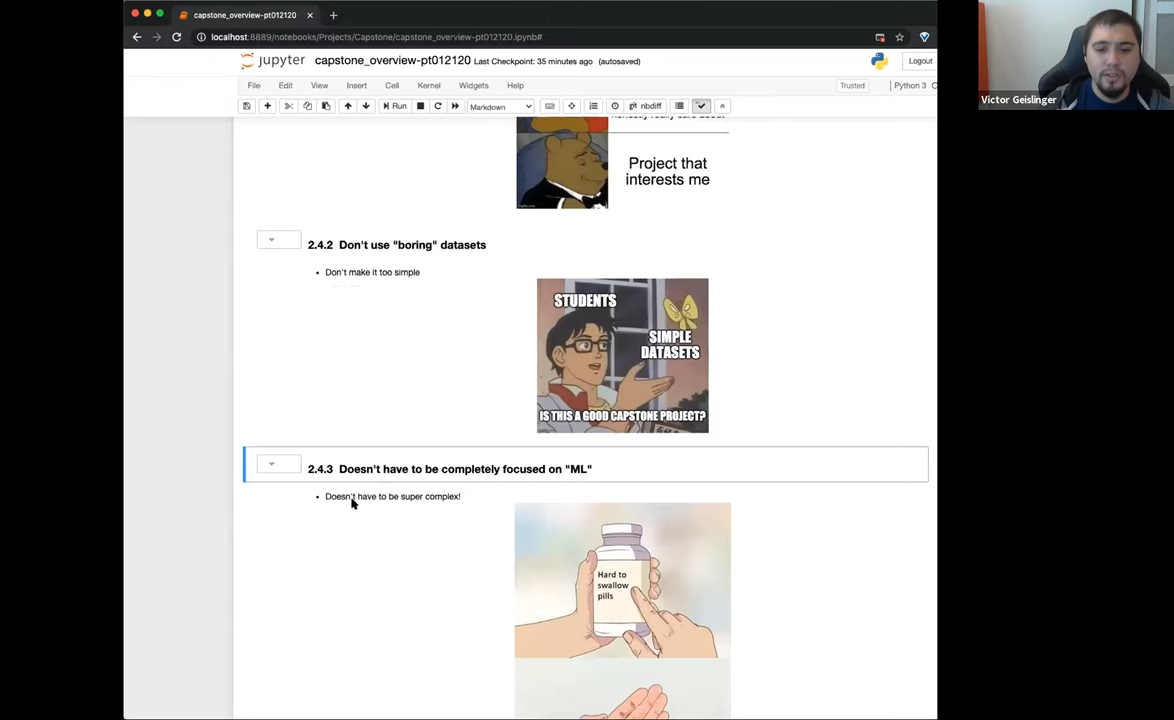 capstone_overview-pt012120
localhost:8889/notebooks/Projects/Capstone/capstone_overview-pt012120.ipynb#
jupyter capstone_overview-pt012120 Last Checkpoint: 35 minutes ago (autosaved)
Logout
File Edit View Insert Cell Kernel Widgets Help
Trusted
Python 3
Run
Markdown
nbdiff
Victor Geislinger
Project that
interests me
2.4.2 Don't use "boring" datasets
Don't make it too simple
STUDENTS
SIMPLE
DATASETS
IS THIS A GOOD CAPSTONE PROJECT?
2.4.3 Doesn't have to be completely focused on "ML"
Doesn't have to be super complex!
Hard to
swallow
pills